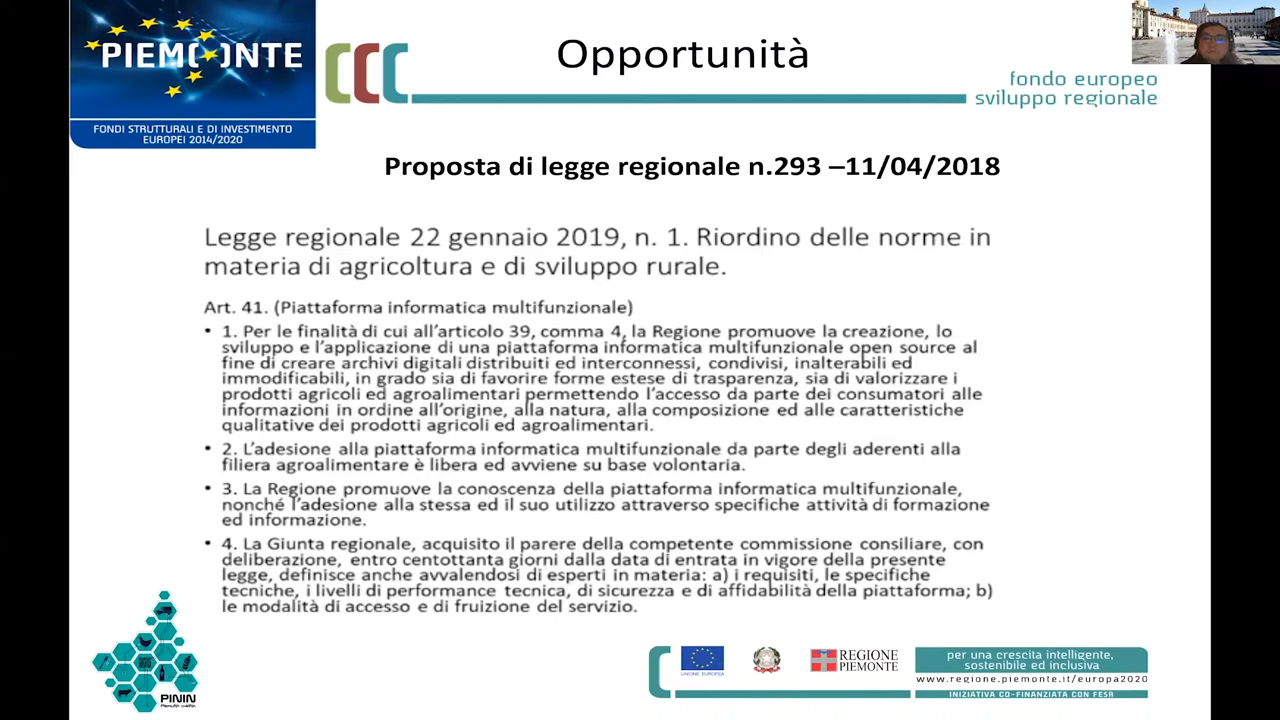 PIEMONTE
FONDI STRUTTURALI E DI INVESTIMENTO
EUROPEI 2014/2020
Opportunità
fondo europeo
sviluppo regionale
Proposta di legge regionale n.293 –11/04/2018
Legge regionale 22 gennaio 2019, n. 1. Riordino delle norme in
materia di agricoltura e di sviluppo rurale.
Art. 41. (Piattaforma informatica multifunzionale)
• 1. Per le finalità di cui all’articolo 39, comma 4, la Regione promuove la creazione, lo
sviluppo e l’applicazione di una piattaforma informatica multifunzionale open source al
fine di creare archivi digitali distribuiti ed interconnessi, condivisi, inalterabili ed
immodificabili, in grado sia di favorire forme estese di trasparenza, sia di valorizzare i
prodotti agricoli ed agroalimentari permettendo l’accesso da parte dei consumatori alle
informazioni in ordine all’origine, alla natura, alla composizione ed alle caratteristiche
qualitative dei prodotti agricoli ed agroalimentari.
• 2. L’adesione alla piattaforma informatica multifunzionale da parte degli aderenti alla
filiera agroalimentare è libera ed avviene su base volontaria.
• 3. La Regione promuove la conoscenza della piattaforma informatica multifunzionale,
nonché l’adesione alla stessa ed il suo utilizzo attraverso specifiche attività di formazione
ed informazione.
• 4. La Giunta regionale, acquisito il parere della competente commissione consiliare, con
deliberazione, entro centottanta giorni dalla data di entrata in vigore della presente
legge, definisce anche avvalendosi di esperti in materia: a) i requisiti, le specifiche
tecniche, i livelli di performance tecnica, di sicurezza e di affidabilità della piattaforma; b)
le modalità di accesso e di fruizione del servizio.
PININ
UNIONE EUROPEA
REGIONE
PIEMONTE
per una crescita intelligente,
sostenibile ed inclusiva
www.regione.piemonte.it/europa2020
INIZIATIVA CO-FINANZIATA CON FESR